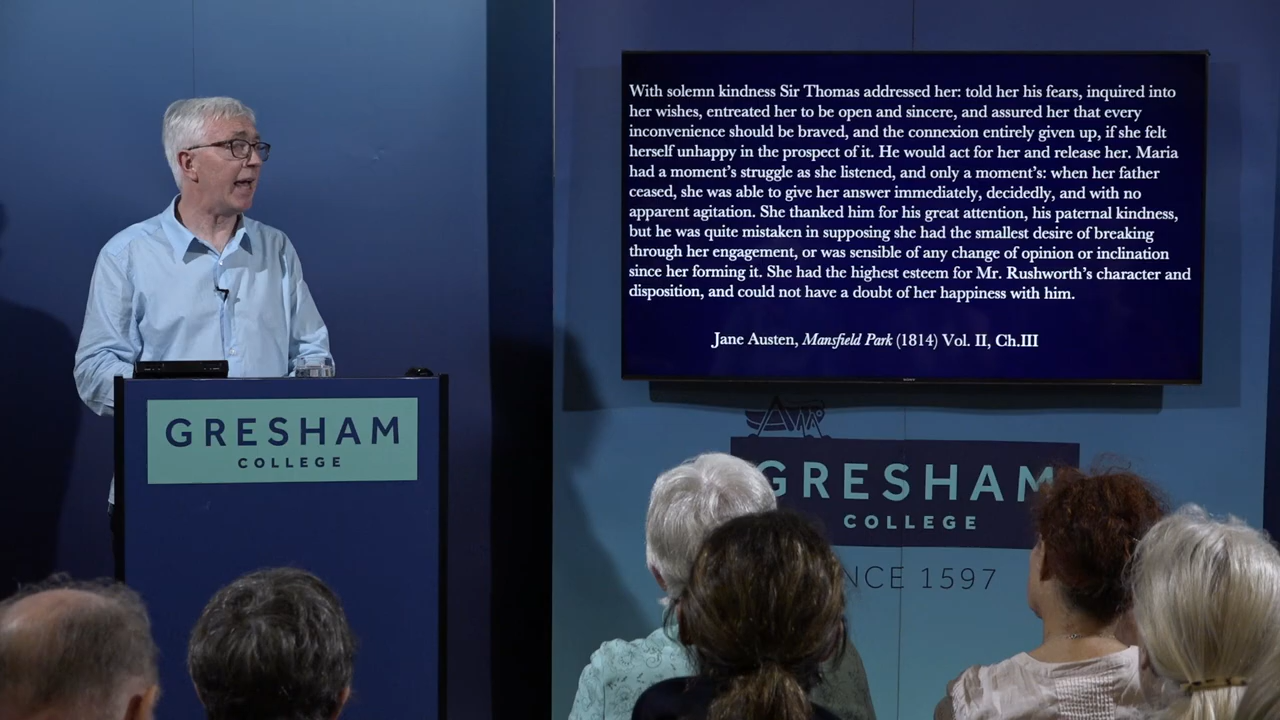 With solemn kindness Sir Thomas addressed her: told her his fears, inquired into
her wishes, entreated her to be open and sincere, and assured her that every
inconvenience should be braved, and the connexion entirely given up, if she felt
herself unhappy in the prospect of it. He would act for her and release her. Maria
had a moment's struggle as she listened, and only a moment's: when her father
ceased, she was able to give her answer immediately, decidedly, and with no
apparent agitation. She thanked him for his great attention, his paternal kindness,
but he was quite mistaken in supposing she had the smallest desire of breaking
through her engagement, or was sensible of any change of opinion or inclination
since her forming it. She had the highest esteem for Mr. Rushworth's character and
disposition, and could not have a doubt of her happiness with him.
Jane Austen, Mansfield Park (1814) Vol. II, Ch.III
SONY
GRESHAM
COLLEGE
GRESHAM
COLLEGE
NCE 1597